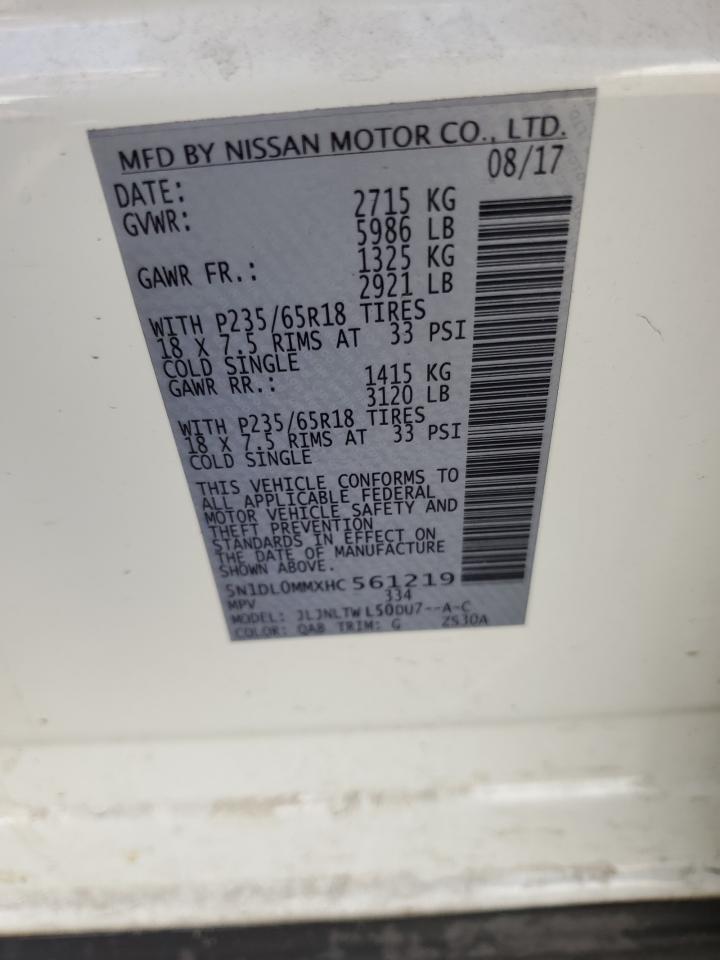 MFD BY NISSAN MOTOR CO., LTD.
DATE: 08/17
GVWR: 2715 KG
5986 LB
GAWR FR.: 1325 KG
2921 LB
WITH P235/65R18 TIRES
18 X 7.5 RIMS AT 33 PSI
COLD SINGLE
GAWR RR.: 1415 KG
3120 LB
WITH P235/65R18 TIRES
18 X 7.5 RIMS AT 33 PSI
COLD SINGLE
THIS VEHICLE CONFORMS TO
ALL APPLICABLE FEDERAL
MOTOR VEHICLE SAFETY AND
THEFT PREVENTION
STANDARDS IN EFFECT ON
THE DATE OF MANUFACTURE
SHOWN ABOVE.
5N1DL0MMXHC561219
MPV 334
MODEL: JLJNLTWL50DU7--A-C
COLOR: QAB TRIM: G ZS30A